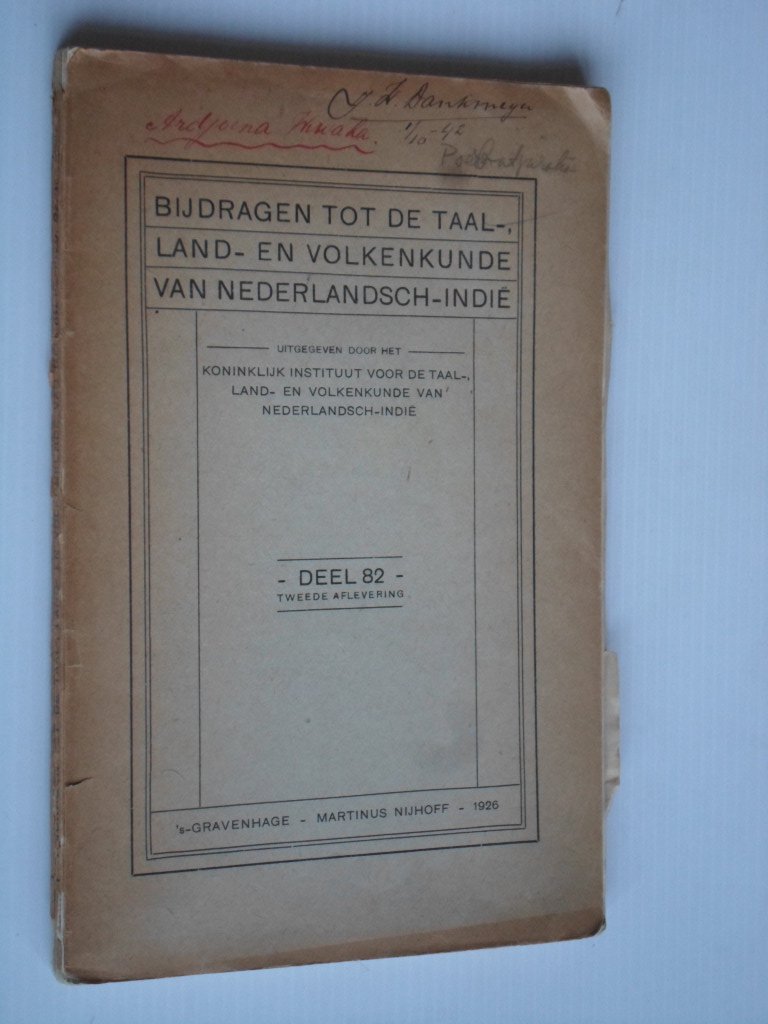 J. W. Dankmeyer
Ardjoena Wiwaha.
1/10 -42
BIJDRAGEN TOT DE TAAL-,
LAND- EN VOLKENKUNDE
VAN NEDERLANDSCH-INDIË
UITGEGEVEN DOOR HET
KONINKLIJK INSTITUUT VOOR DE TAAL-,
LAND- EN VOLKENKUNDE VAN
NEDERLANDSCH-INDIË
- DEEL 82 -
TWEEDE AFLEVERING
's-GRAVENHAGE - MARTINUS NIJHOFF - 1926